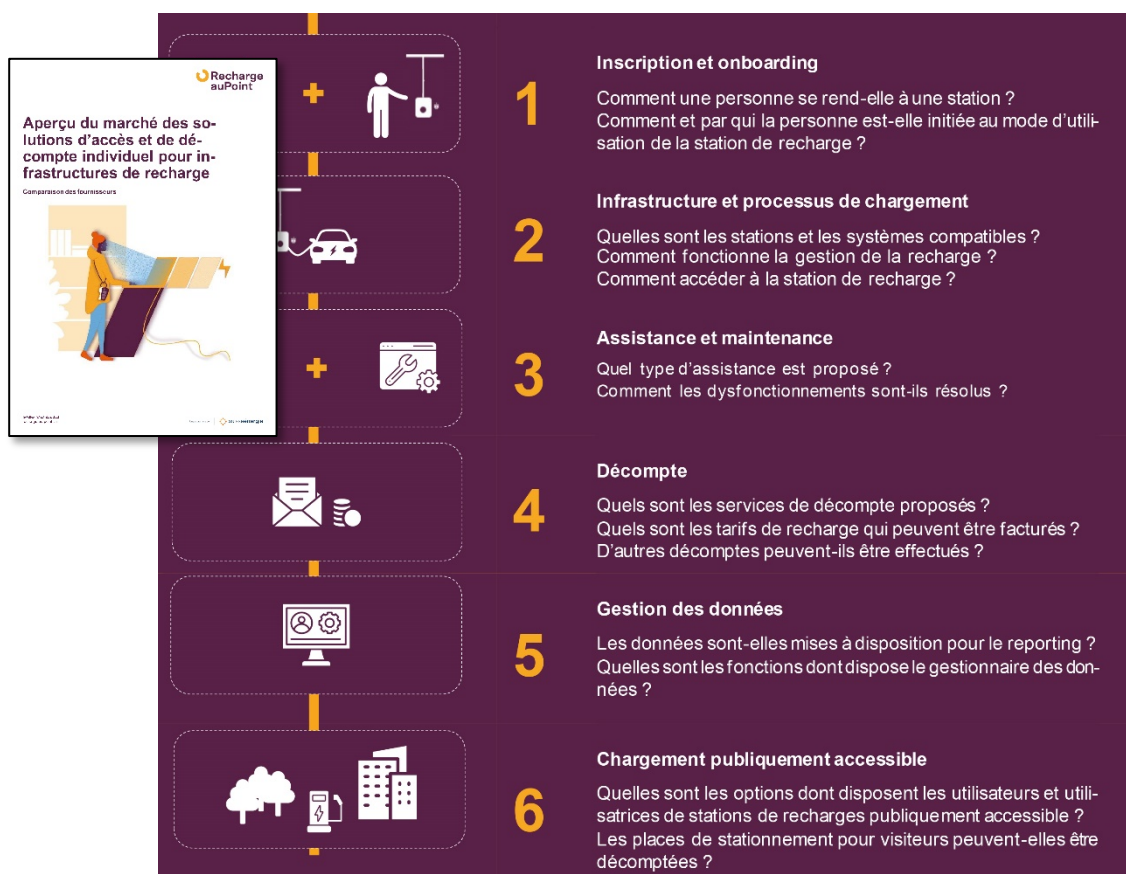 Recharge
auPoint
Aperçu du marché des so-
lutions d'accès et de dé-
compte individuel pour in-
frastructures de recharge
Comparaison des fournisseurs
1
Inscription et onboarding
Comment une personne se rend-elle à une station ?
Comment et par qui la personne est-elle initiée au mode d'utili-
sation de la station de recharge ?
2
Infrastructure et processus de chargement
Quelles sont les stations et les systèmes compatibles ?
Comment fonctionne la gestion de la recharge ?
Comment accéder à la station de recharge ?
3
Assistance et maintenance
Quel type d'assistance est proposé ?
Comment les dysfonctionnements sont-ils résolus ?
4
Décompte
Quels sont les services de décompte proposés ?
Quels sont les tarifs de recharge qui peuvent être facturés ?
D'autres décomptes peuvent-ils être effectués ?
5
Gestion des données
Les données sont-elles mises à disposition pour le reporting ?
Quelles sont les fonctions dont dispose le gestionnaire des don-
nées ?
6
Chargement publiquement accessible
Quelles sont les options dont disposent les utilisateurs et utili-
satrices de stations de recharges publiquement accessible ?
Les places de stationnement pour visiteurs peuvent-elles être
décomptées ?